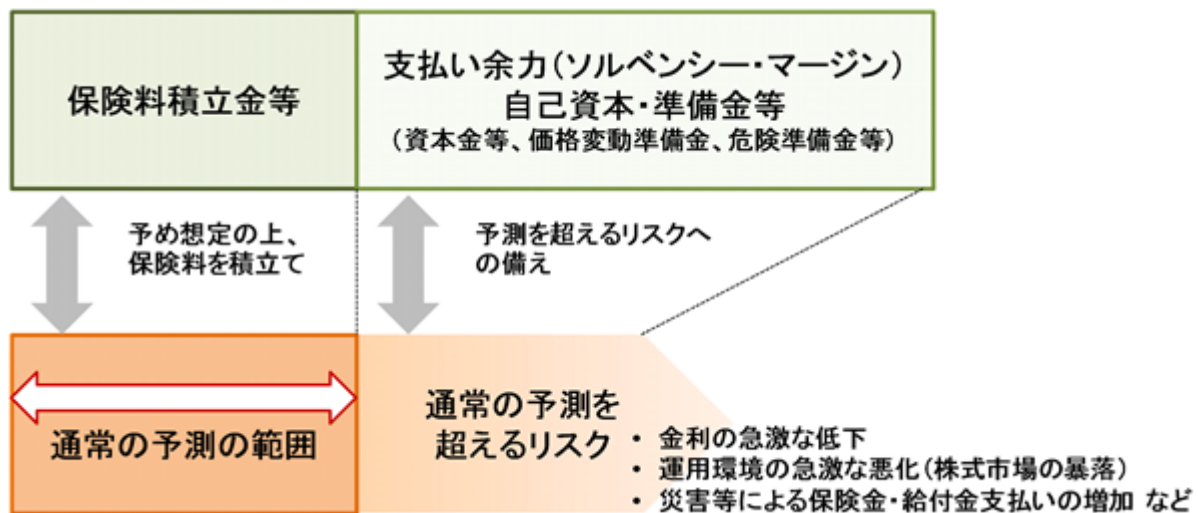 保険料積立金等
支払い余力(ソルベンシー・マージン)
自己資本・準備金等
(資本金等、価格変動準備金、危険準備金等)
予め想定の上、
保険料を積立て
予測を超えるリスクへ
の備え
通常の予測の範囲
通常の予測を
超えるリスク
・ 金利の急激な低下
・ 運用環境の急激な悪化(株式市場の暴落)
・ 災害等による保険金・給付金支払いの増加 など